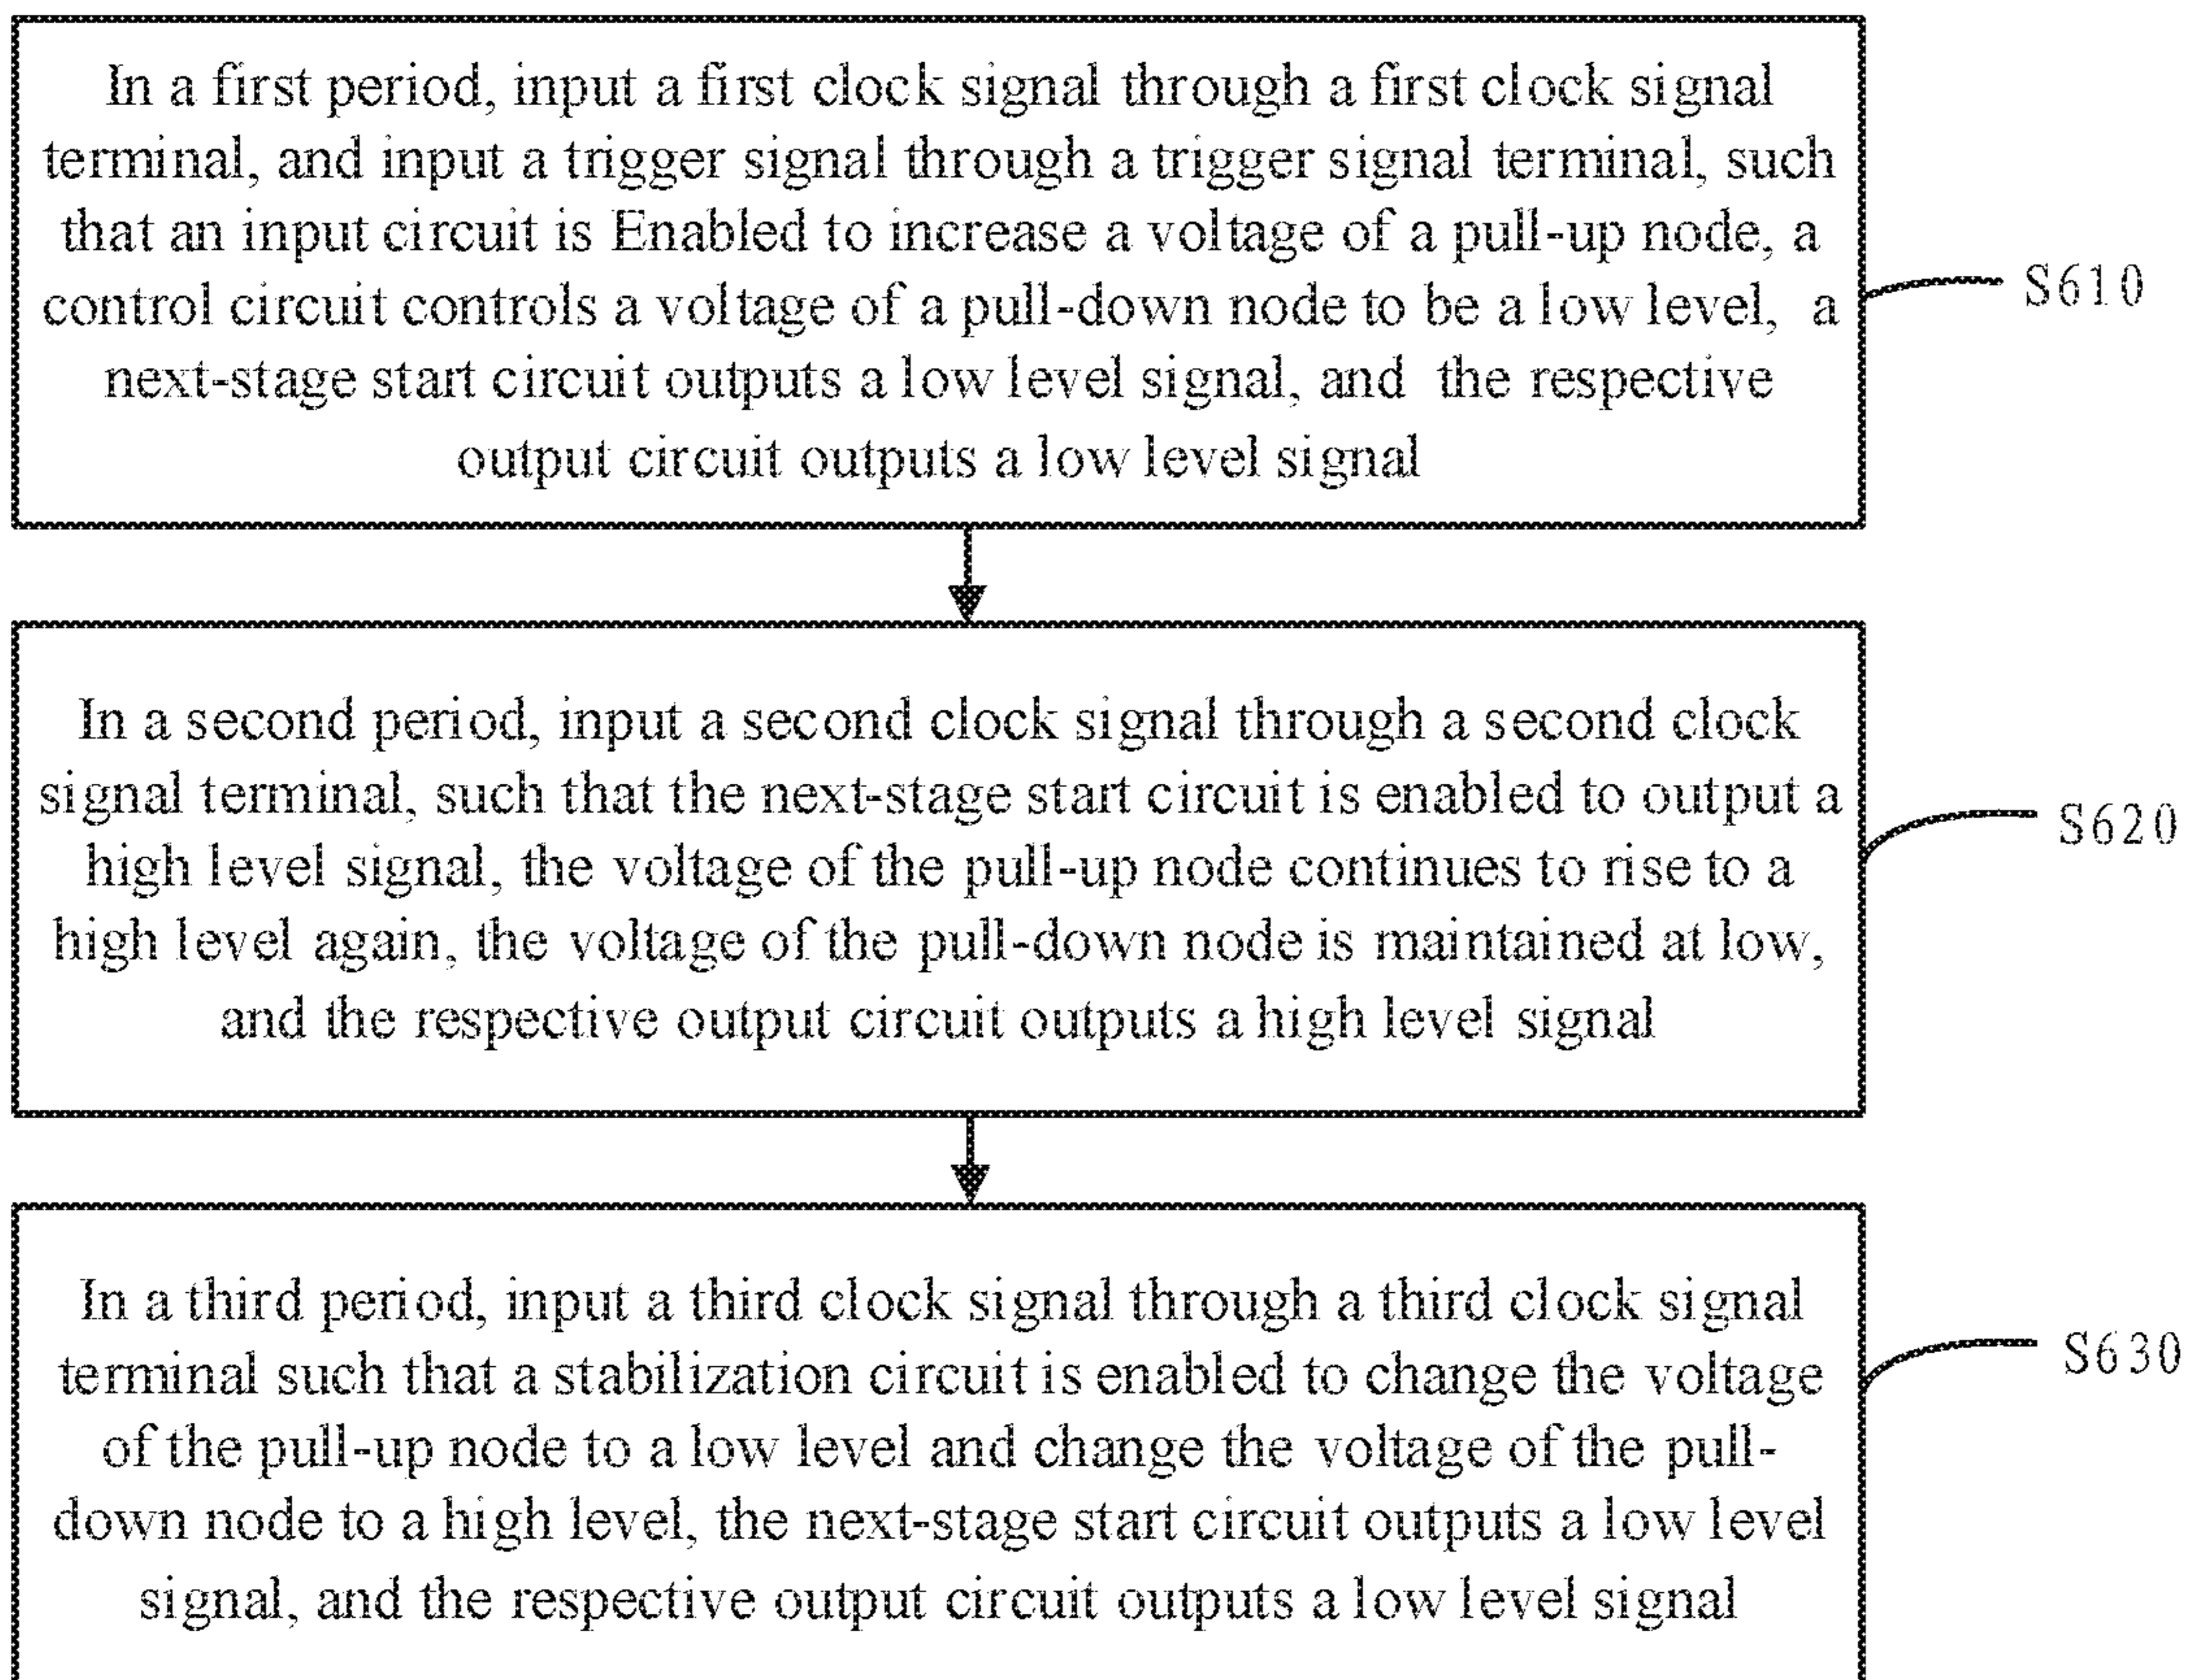 In a first period, input a first clock signal through a first clock signal
terminal, and input a trigger signal through a trigger signal terminal, such
that an input circuit is Enabled to increase a voltage of a pull-up node, a
control circuit controls a voltage of a pull-down node to be a low level, a
next-stage start circuit outputs a low level signal, and the respective
output circuit outputs a low level signal
S610
In a second period, input a second clock signal through a second clock
signal terminal, such that the next-stage start circuit is enabled to output a
high level signal, the voltage of the pull-up node continues to rise to a
high level again, the voltage of the pull-down node is maintained at low,
and the respective output circuit outputs a high level signal
S620
In a third period, input a third clock signal through a third clock signal
terminal such that a stabilization circuit is enabled to change the voltage
of the pull-up node to a low level and change the voltage of the pull-
down node to a high level, the next-stage start circuit outputs a low level
signal, and the respective output circuit outputs a low level signal
S630